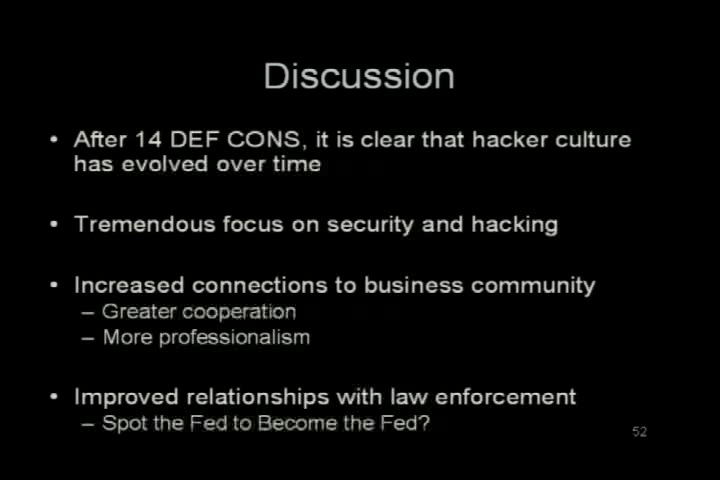 Discussion
• After 14 DEF CONS, it is clear that hacker culture
has evolved over time
• Tremendous focus on security and hacking
• Increased connections to business community
– Greater cooperation
– More professionalism
• Improved relationships with law enforcement
– Spot the Fed to Become the Fed?
52